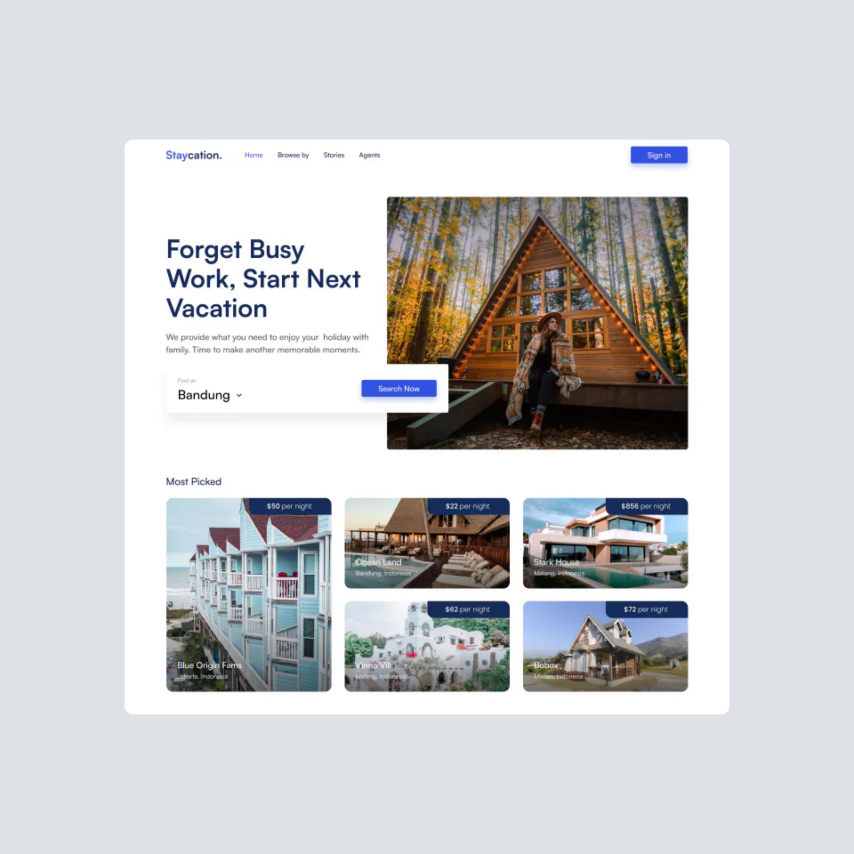 Staycation.
Home
Browse by
Stories
Agents
Sign in
Forget Busy
Work, Start Next
Vacation
We provide what you need to enjoy your holiday with
family. Time to make another memorable moments.
Find at:
Bandung
Search Now
Most Picked
$50 per night
Blue Origin Fams
Jakarta, Indonesia
$22 per night
Ocean Land
Bandung, Indonesia
$856 per night
Stark House
Malang, Indonesia
$62 per night
Vinna Vill
Malang, Indonesia
$72 per night
Bobox
Medan, Indonesia